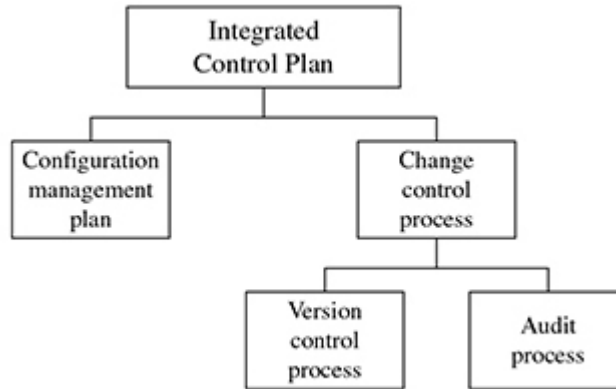 Integrated
Control Plan
Configuration
management
plan
Change
control
process
Version
control
process
Audit
process